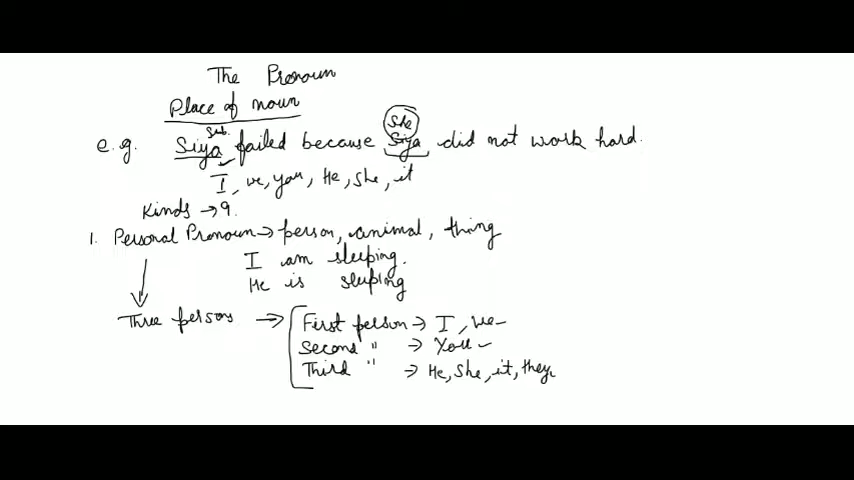 The Pronoun
Place of noun
She
Sub.
e.g. Siya failed because Siya did not work hard.
I, we, you, He, She, it
Kinds → 9.
1. Personal Pronoun → person, animal, thing
I am sleeping.
He is sleeping
Three persons → First person → I, we
Second " → You
Third " → He, She, it, they